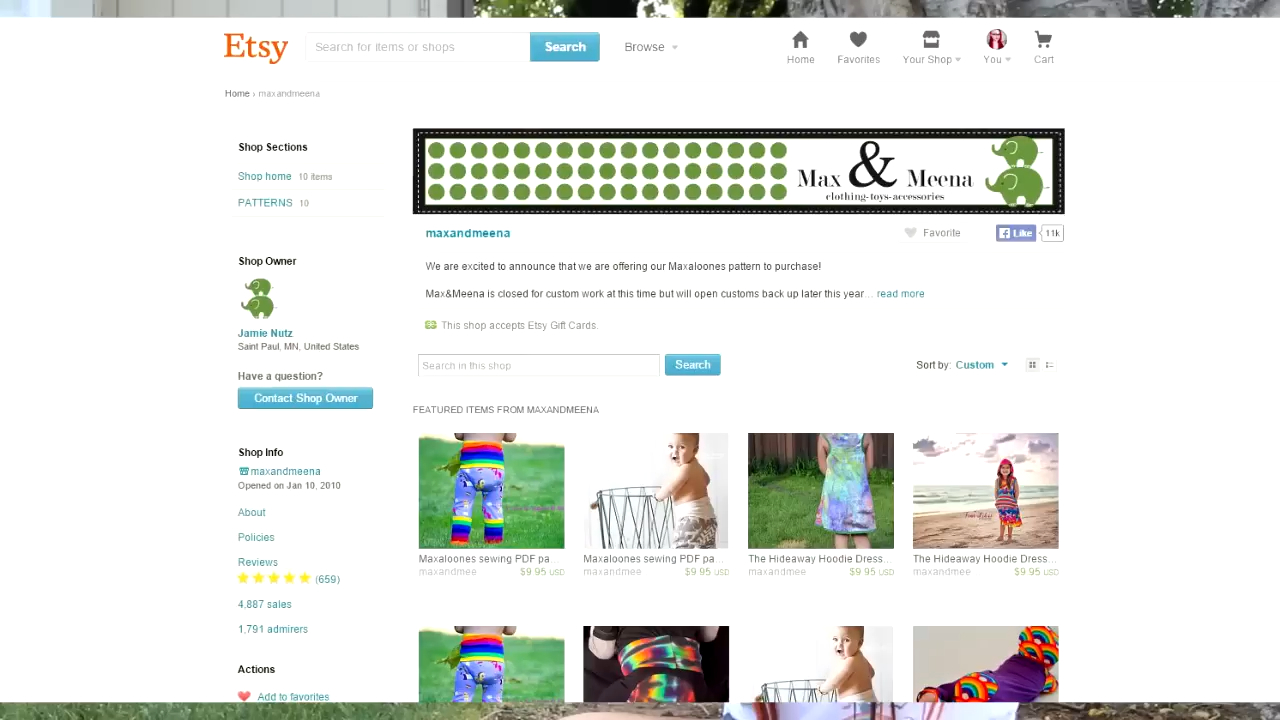 Etsy
Search for items or shops
Search
Browse
Home
Favorites
Your Shop
You
Cart
Home › maxandmeena
Shop Sections
Shop home 10 items
PATTERNS 10
Shop Owner
Jamie Nutz
Saint Paul, MN, United States
Have a question?
Contact Shop Owner
Shop Info
maxandmeena
Opened on Jan 10, 2010
About
Policies
Reviews
(659)
4,887 sales
1,791 admirers
Actions
Add to favorites
Max & Meena
clothing-toys-accessories
maxandmeena
Favorite
Like
11k
We are excited to announce that we are offering our Maxaloones pattern to purchase!
Max&Meena is closed for custom work at this time but will open customs back up later this year... read more
This shop accepts Etsy Gift Cards.
Search in this shop
Search
Sort by: Custom
FEATURED ITEMS FROM MAXANDMEENA
Maxaloones sewing PDF pa...
maxandmee $9.95 USD
Maxaloones sewing PDF pa...
maxandmee $9.95 USD
The Hideaway Hoodie Dress...
maxandmee $9.95 USD
The Hideaway Hoodie Dress...
maxandmee $9.95 USD